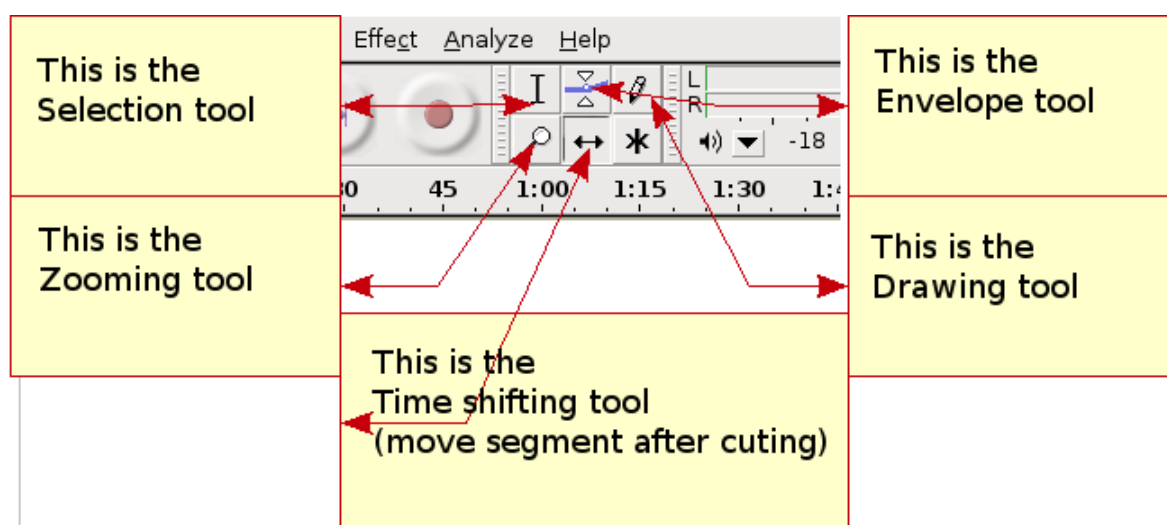 This is the
Selection tool
Effect Analyze Help
This is the
Envelope tool
L
R
-18
45 1:00 1:15 1:30
This is the
Zooming tool
This is the
Drawing tool
This is the
Time shifting tool
(move segment after cuting)